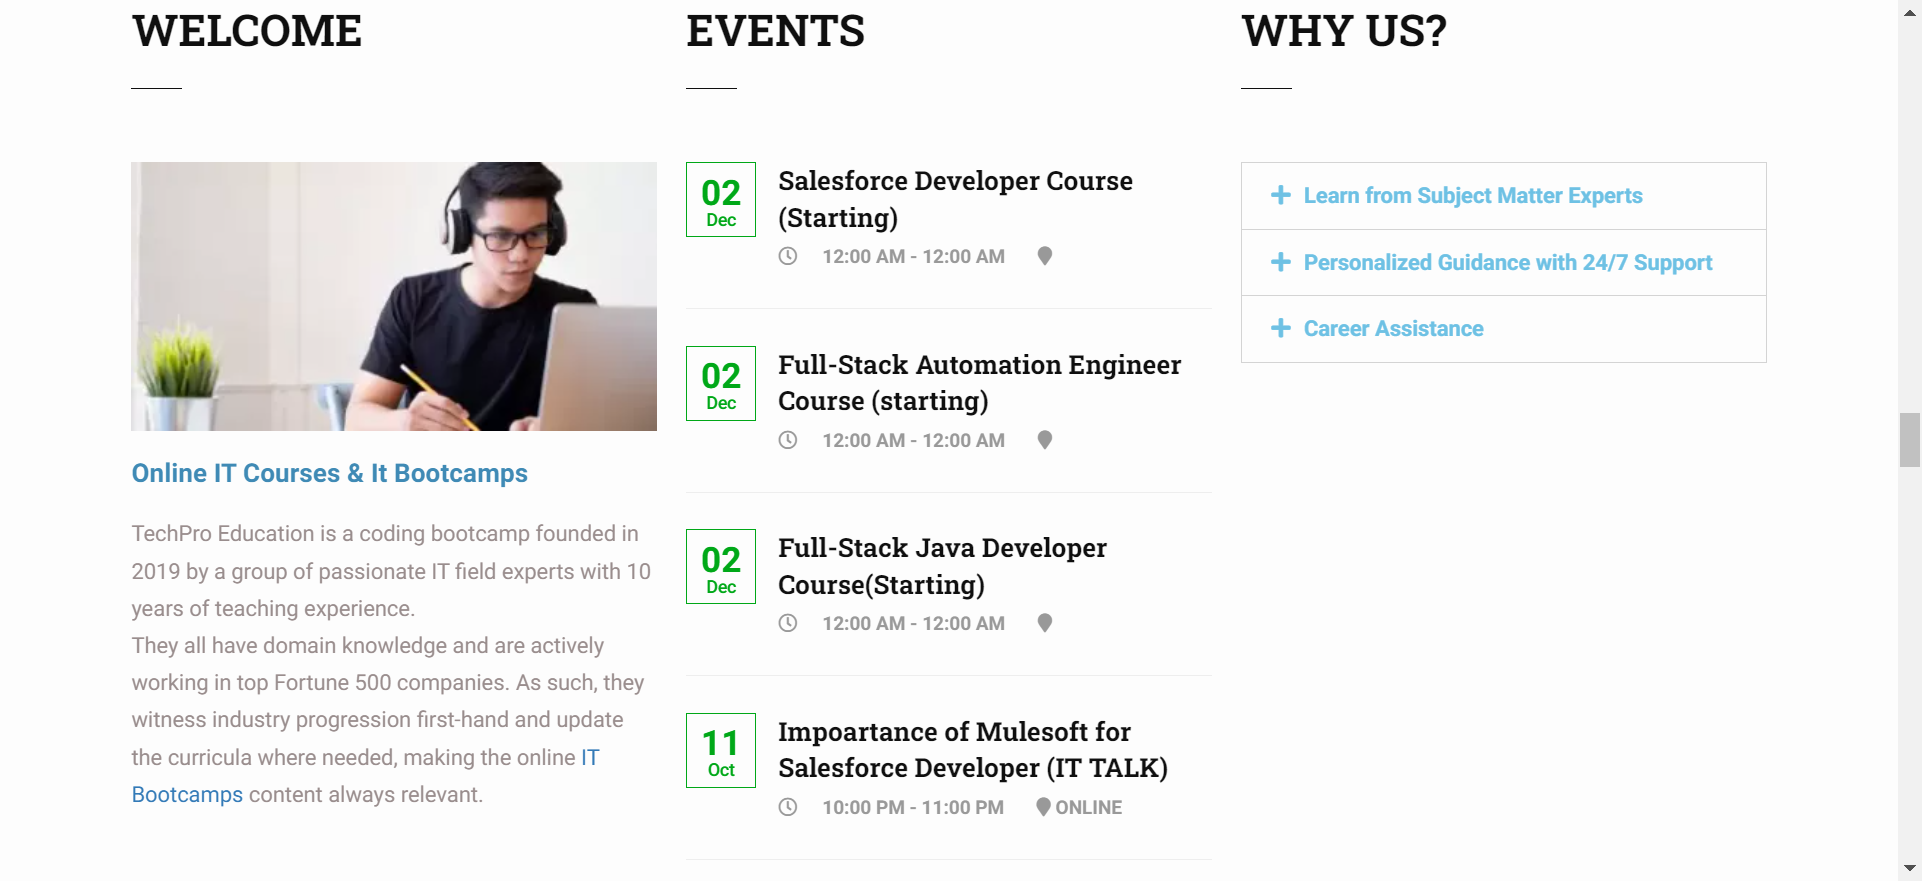 WELCOME
Online IT Courses & It Bootcamps
TechPro Education is a coding bootcamp founded in
2019 by a group of passionate IT field experts with 10
years of teaching experience.
They all have domain knowledge and are actively
working in top Fortune 500 companies. As such, they
witness industry progression first-hand and update
the curricula where needed, making the online IT
Bootcamps content always relevant.
EVENTS
02
Dec
Salesforce Developer Course
(Starting)
12:00 AM - 12:00 AM
02
Dec
Full-Stack Automation Engineer
Course (starting)
12:00 AM - 12:00 AM
02
Dec
Full-Stack Java Developer
Course(Starting)
12:00 AM - 12:00 AM
11
Oct
Impoartance of Mulesoft for
Salesforce Developer (IT TALK)
10:00 PM - 11:00 PM ONLINE
WHY US?
Learn from Subject Matter Experts
Personalized Guidance with 24/7 Support
Career Assistance